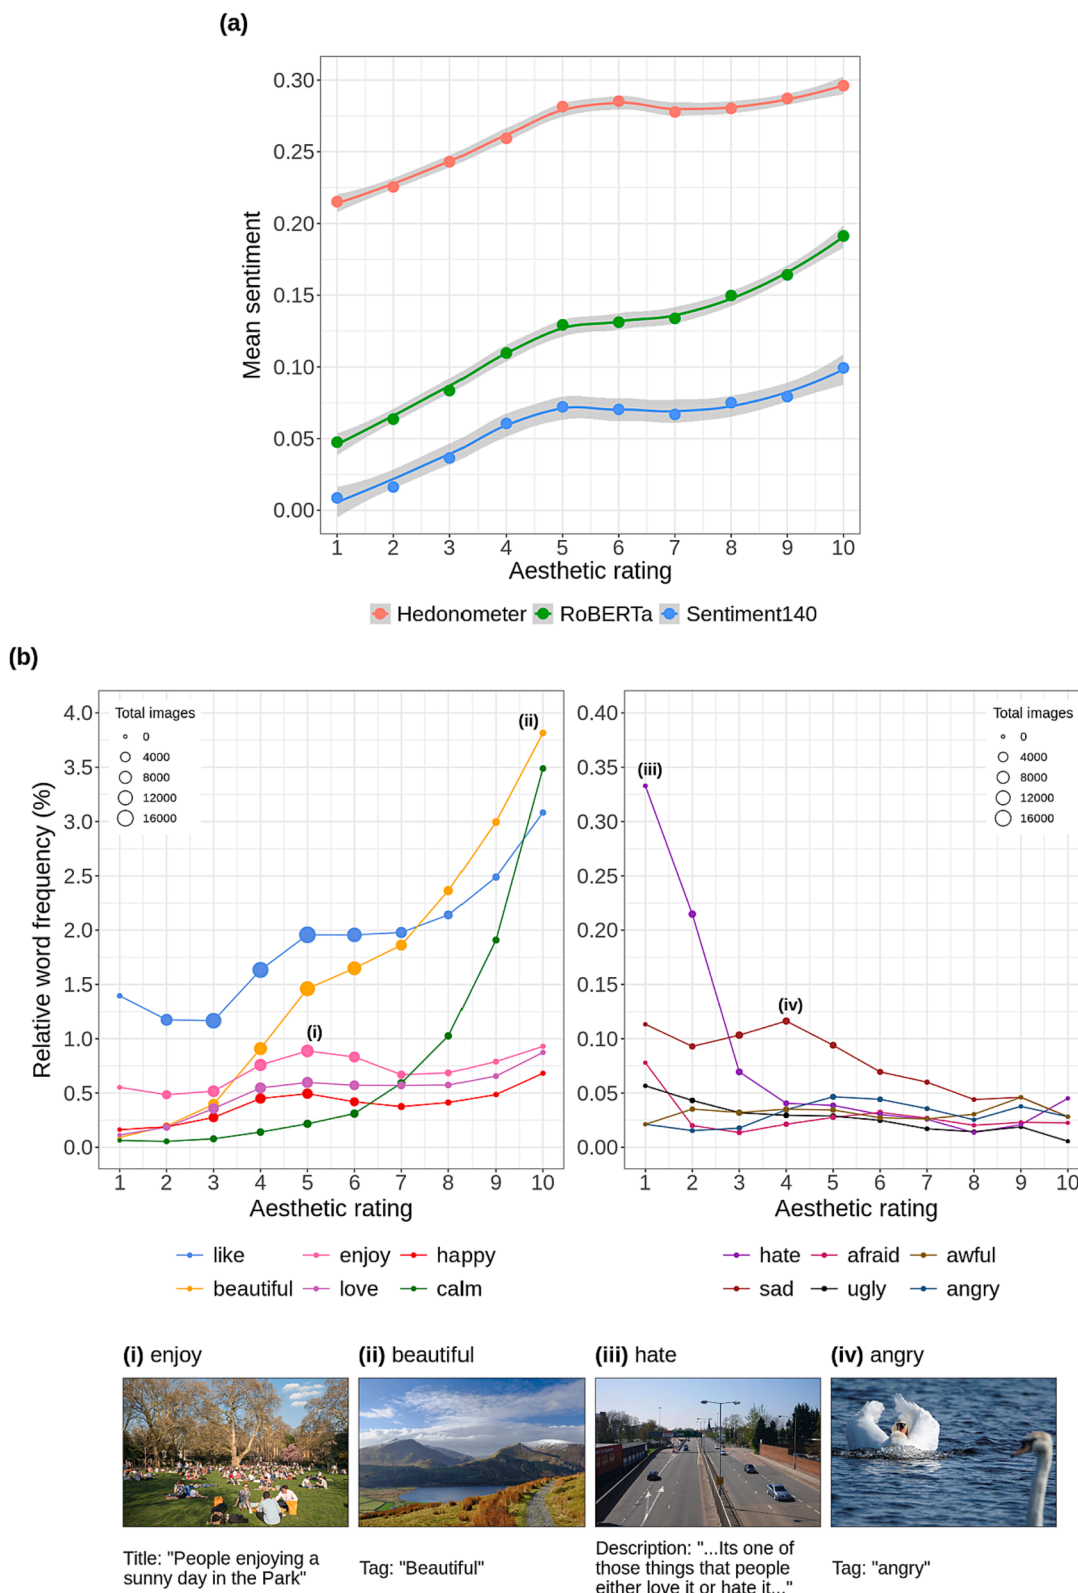 (a)
0.30
0.25
0.20
0.15
0.10
0.05
0.00
Mean sentiment
1 2 3 4 5 6 7 8 9 10
Aesthetic rating
Hedonometer RoBERTa Sentiment140
(b)
4.0
3.5
3.0
2.5
2.0
1.5
1.0
0.5
0.0
Relative word frequency (%)
Total images
0
4000
8000
12000
16000
(i)
(ii)
1 2 3 4 5 6 7 8 9 10
Aesthetic rating
like enjoy happy
beautiful love calm
0.40
0.35
0.30
0.25
0.20
0.15
0.10
0.05
0.00
Total images
0
4000
8000
12000
16000
(iii)
(iv)
1 2 3 4 5 6 7 8 9 10
Aesthetic rating
hate afraid awful
sad ugly angry
(i) enjoy
Title: "People enjoying a
sunny day in the Park"
(ii) beautiful
Tag: "Beautiful"
(iii) hate
Description: "...Its one of
those things that people
either love it or hate it..."
(iv) angry
Tag: "angry"